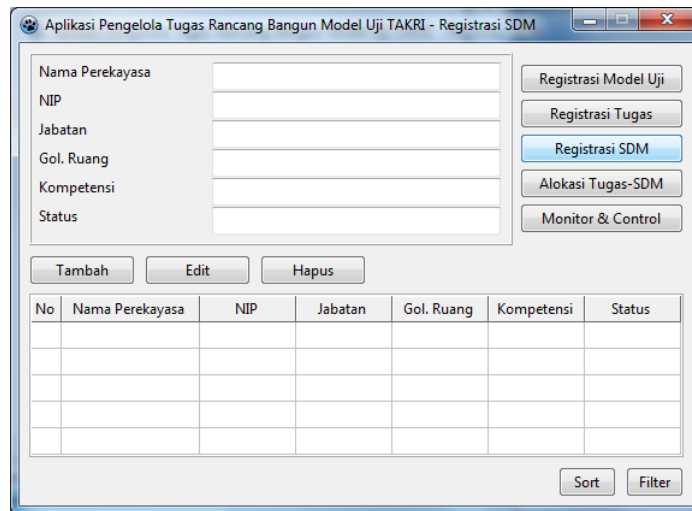 Aplikasi Pengelola Tugas Rancang Bangun Model Uji TAKRI - Registrasi SDM
Nama Perekayasa
NIP
Jabatan
Gol. Ruang
Kompetensi
Status
Registrasi Model Uji
Registrasi Tugas
Registrasi SDM
Alokasi Tugas-SDM
Monitor & Control
Tambah Edit Hapus
No Nama Perekayasa NIP Jabatan Gol. Ruang Kompetensi Status
Sort Filter